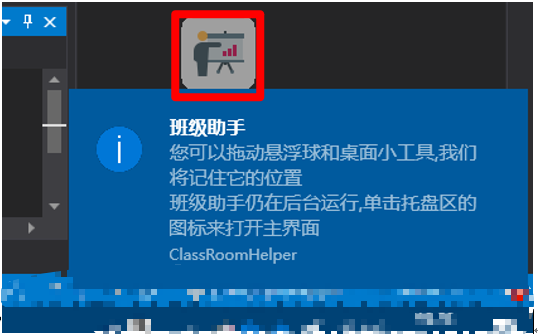 班级助手
您可以拖动悬浮球和桌面小工具,我们
将记住它的位置
班级助手仍在后台运行,单击托盘区的
图标来打开主界面
ClassRoomHelper